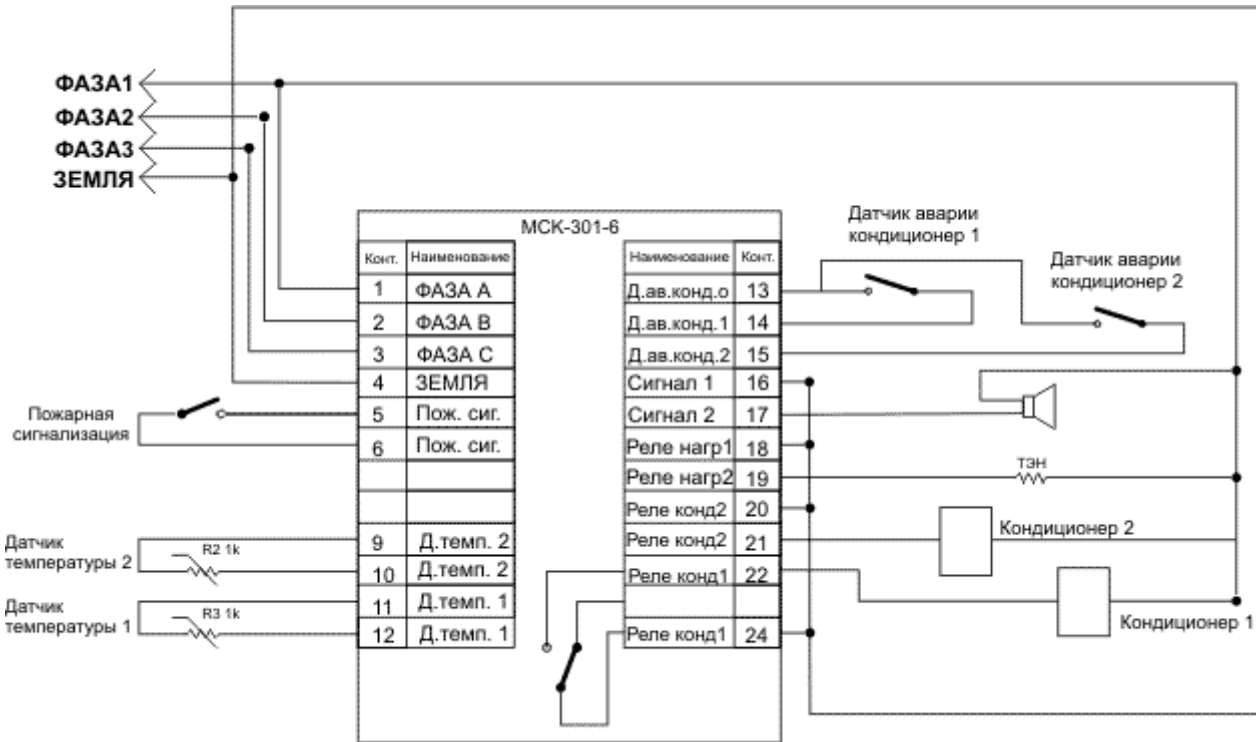 ФАЗА1
ФАЗА2
ФАЗА3
ЗЕМЛЯ
МСК-301-6
Конт. Наименование
1 ФАЗА А
2 ФАЗА В
3 ФАЗА С
4 ЗЕМЛЯ
5 Пож. сиг.
6 Пож. сиг.
9 Д.темп. 2
10 Д.темп. 2
11 Д.темп. 1
12 Д.темп. 1
Наименование Конт.
Д.ав.конд.о 13
Д.ав.конд.1 14
Д.ав.конд.2 15
Сигнал 1 16
Сигнал 2 17
Реле нагр1 18
Реле нагр2 19
Реле конд2 20
Реле конд2 21
Реле конд1 22
Реле конд1 24
Пожарная
сигнализация
Датчик
температуры 2
R2 1k
Датчик
температуры 1
R3 1k
Датчик аварии
кондиционер 1
Датчик аварии
кондиционер 2
ТЭН
Кондиционер 2
Кондиционер 1